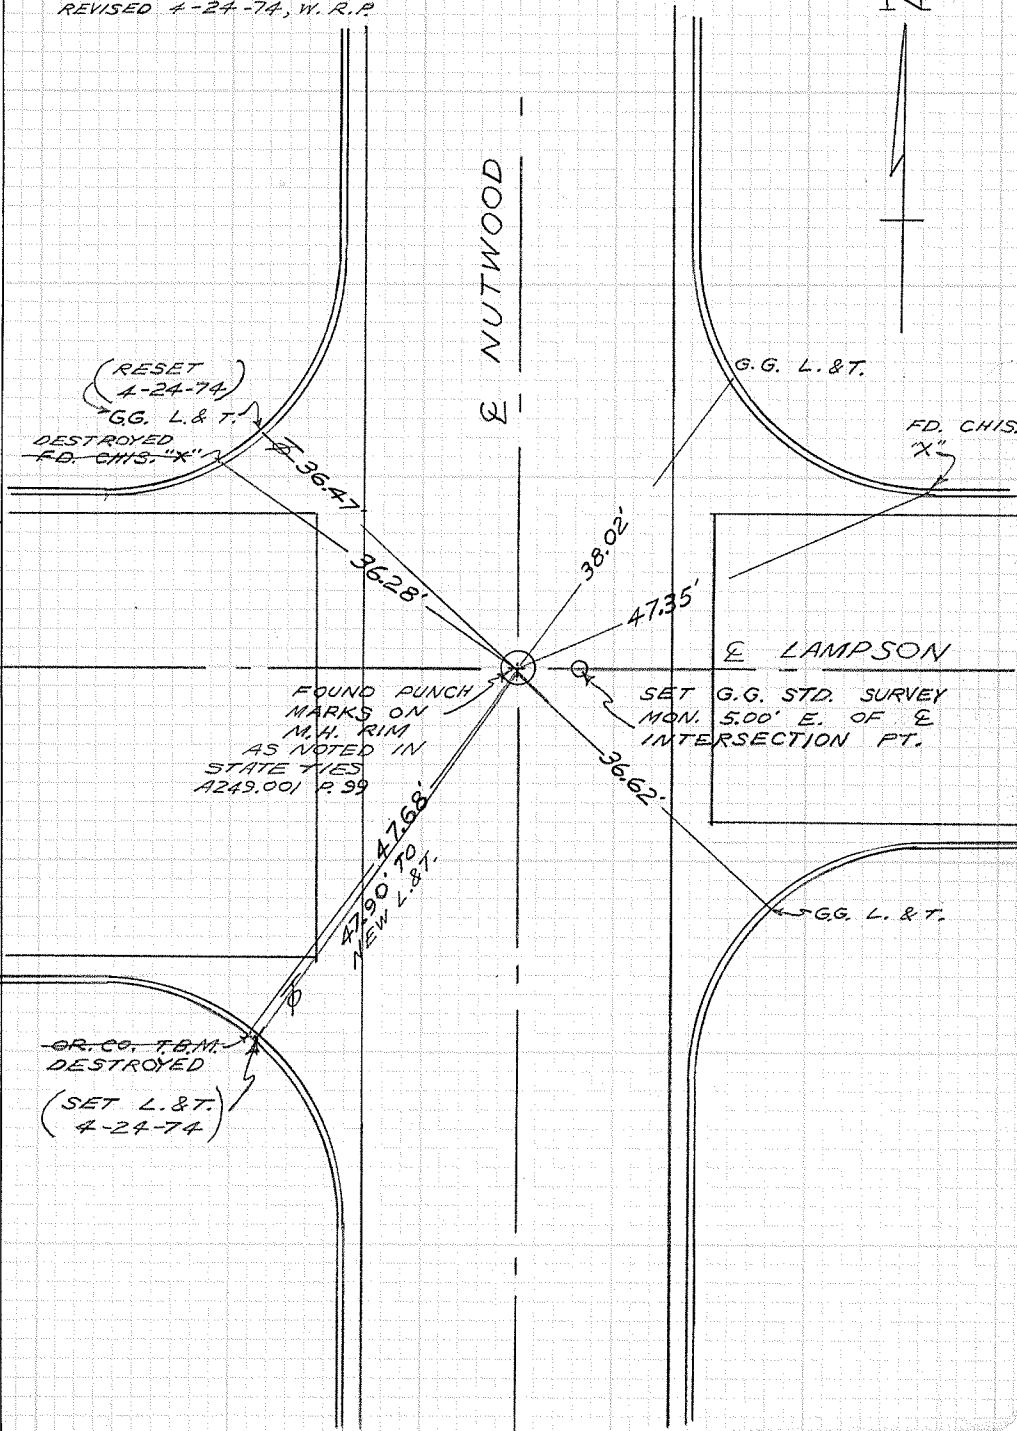 REVISED 4-24-74, W. R. P.
N
℄ NUTWOOD
(RESET
4-24-74)
G.G. L. & T.
DESTROYED
FD. CHIS. "X"
36.47'
36.28'
G.G. L. & T.
FD. CHIS.
"X"
38.02'
47.35'
℄ LAMPSON
FOUND PUNCH
MARKS ON
M.H. RIM
AS NOTED IN
STATE TIES
A249.001 P. 99
SET G.G. STD. SURVEY
MON. 5.00' E. OF ℄
INTERSECTION PT.
36.62'
47.68'
47.90' TO
NEW L.&T.
G.G. L. & T.
OR. CO. T.B.M.
DESTROYED
(SET L.&T.
4-24-74)